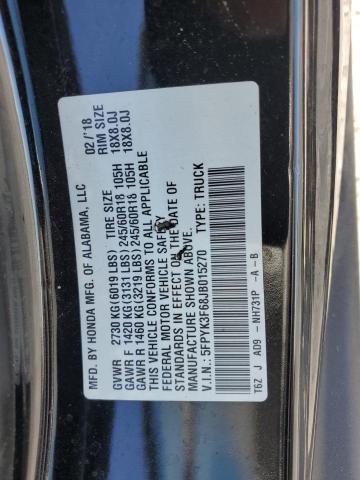 MFD. BY HONDA MFG. OF ALABAMA, LLC 02/'18
TIRE SIZE RIM SIZE
GVWR 2730 KG(6019 LBS)
GAWR F 1420 KG(3131 LBS) 245/60R18 105H 18X8.0J
GAWR R 1460 KG(3219 LBS) 245/60R18 105H 18X8.0J
THIS VEHICLE CONFORMS TO ALL APPLICABLE
FEDERAL MOTOR VEHICLE SAFETY
STANDARDS IN EFFECT ON THE DATE OF
MANUFACTURE SHOWN ABOVE.
V.I.N.: 5FPYK3F68JB015270 TYPE: TRUCK
T6Z J AD9 - NH731P -A -B